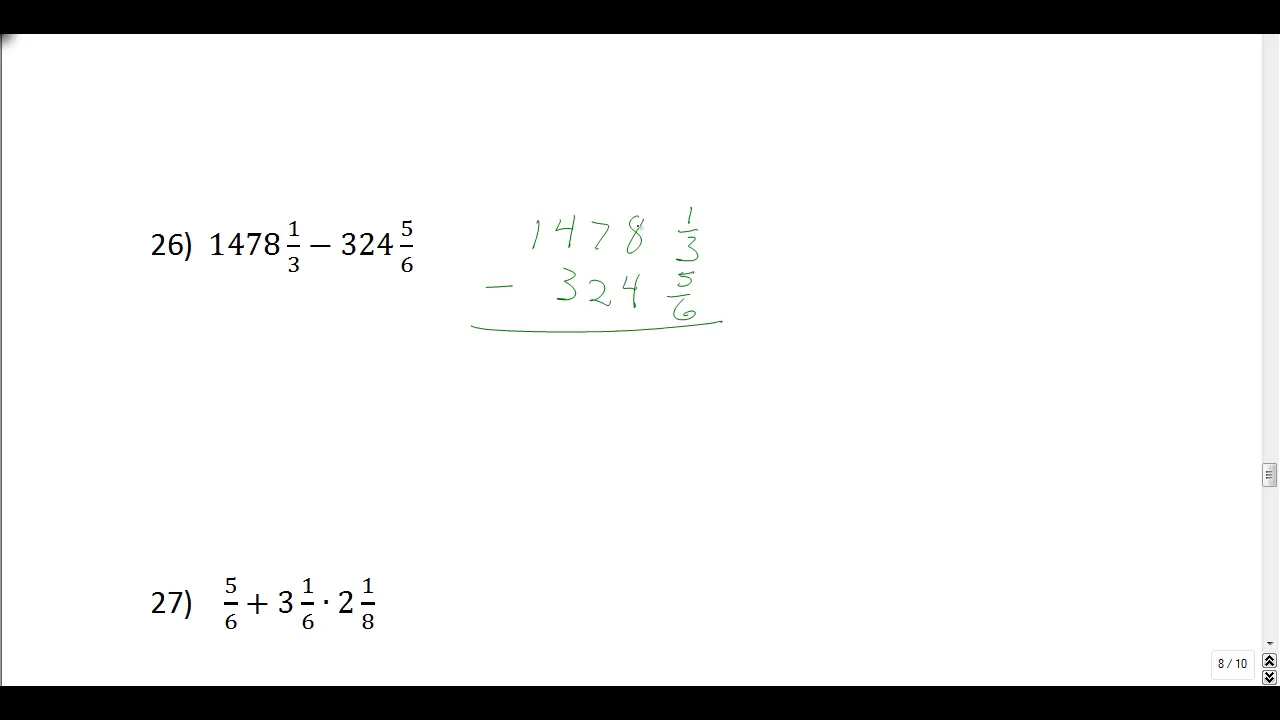 26) 1478 1/3 − 324 5/6
1478 1/3
− 324 5/6
27) 5/6 + 3 1/6 · 2 1/8
8 / 10